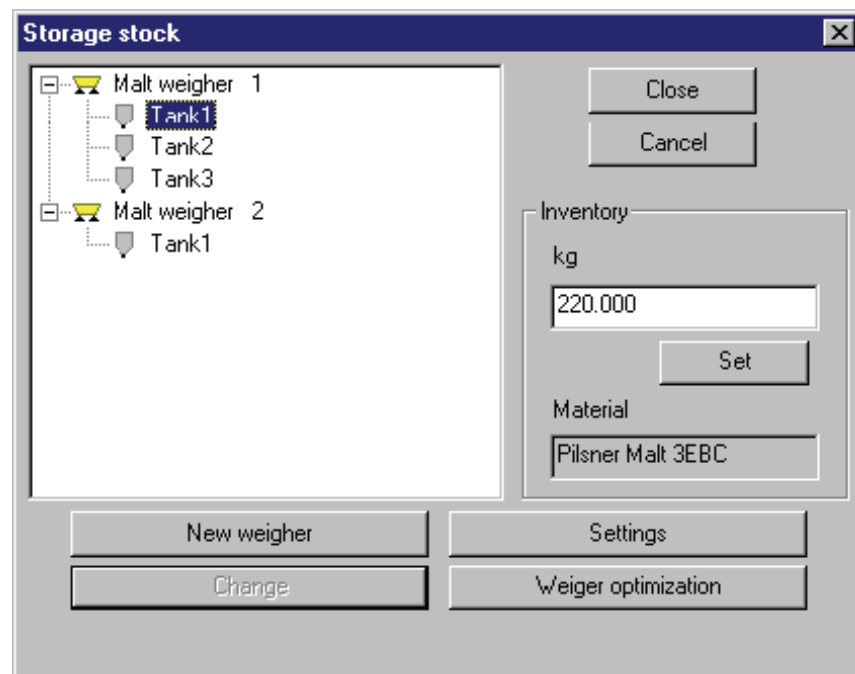 Storage stock
Malt weigher 1
Tank1
Tank2
Tank3
Malt weigher 2
Tank1
Close
Cancel
Inventory
kg
220.000
Set
Material
Pilsner Malt 3EBC
New weigher
Settings
Change
Weiger optimization